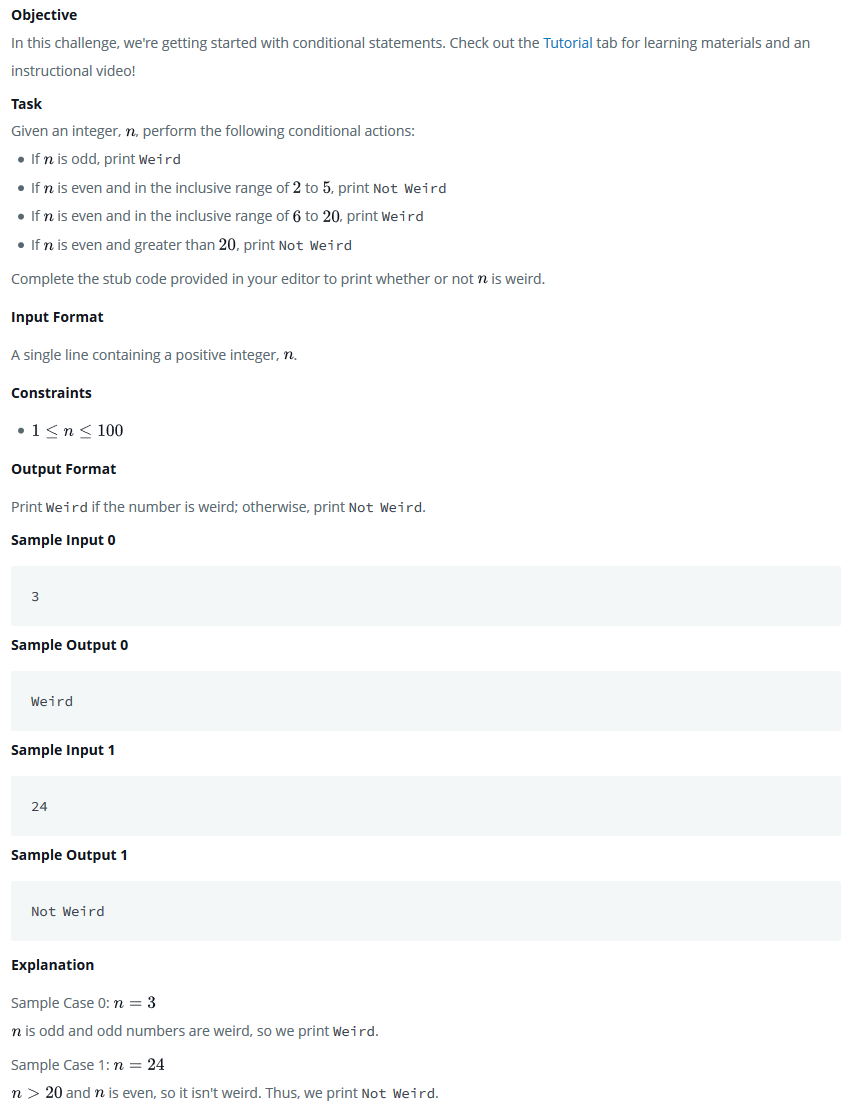 Objective
In this challenge, we're getting started with conditional statements. Check out the Tutorial tab for learning materials and an
instructional video!
Task
Given an integer, n, perform the following conditional actions:
• If n is odd, print Weird
• If n is even and in the inclusive range of 2 to 5, print Not Weird
• If n is even and in the inclusive range of 6 to 20, print Weird
• If n is even and greater than 20, print Not Weird
Complete the stub code provided in your editor to print whether or not n is weird.
Input Format
A single line containing a positive integer, n.
Constraints
• 1 ≤ n ≤ 100
Output Format
Print Weird if the number is weird; otherwise, print Not Weird.
Sample Input 0
3
Sample Output 0
Weird
Sample Input 1
24
Sample Output 1
Not Weird
Explanation
Sample Case 0: n = 3
n is odd and odd numbers are weird, so we print Weird.
Sample Case 1: n = 24
n > 20 and n is even, so it isn't weird. Thus, we print Not Weird.